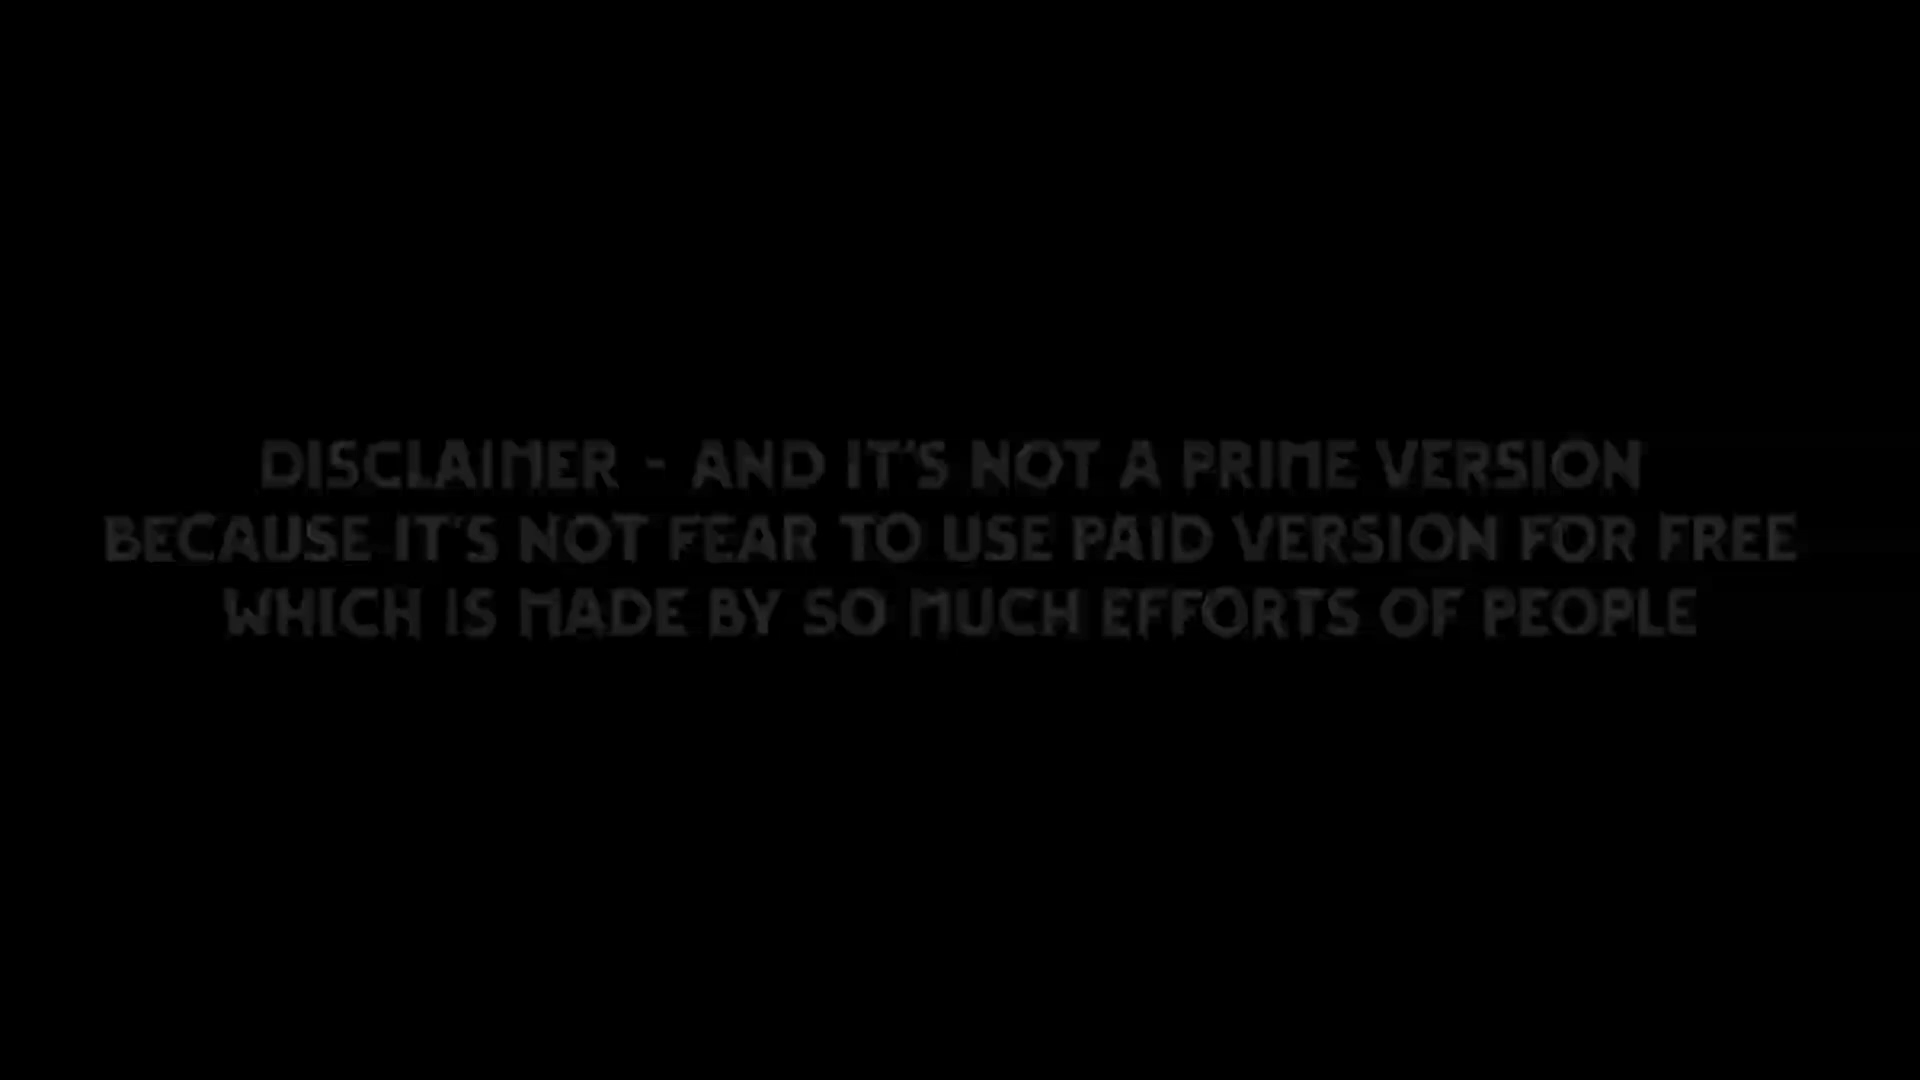 DISCLAIMER - AND IT'S NOT A PRIME VERSION
BECAUSE IT'S NOT FEAR TO USE PAID VERSION FOR FREE
WHICH IS MADE BY SO MUCH EFFORTS OF PEOPLE